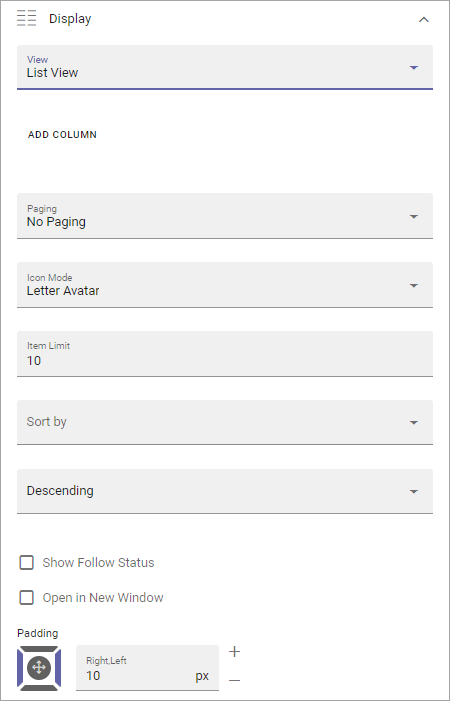 Display
View
List View
ADD COLUMN
Paging
No Paging
Icon Mode
Letter Avatar
Item Limit
10
Sort by
Descending
Show Follow Status
Open in New Window
Padding
Right,Left
10 px